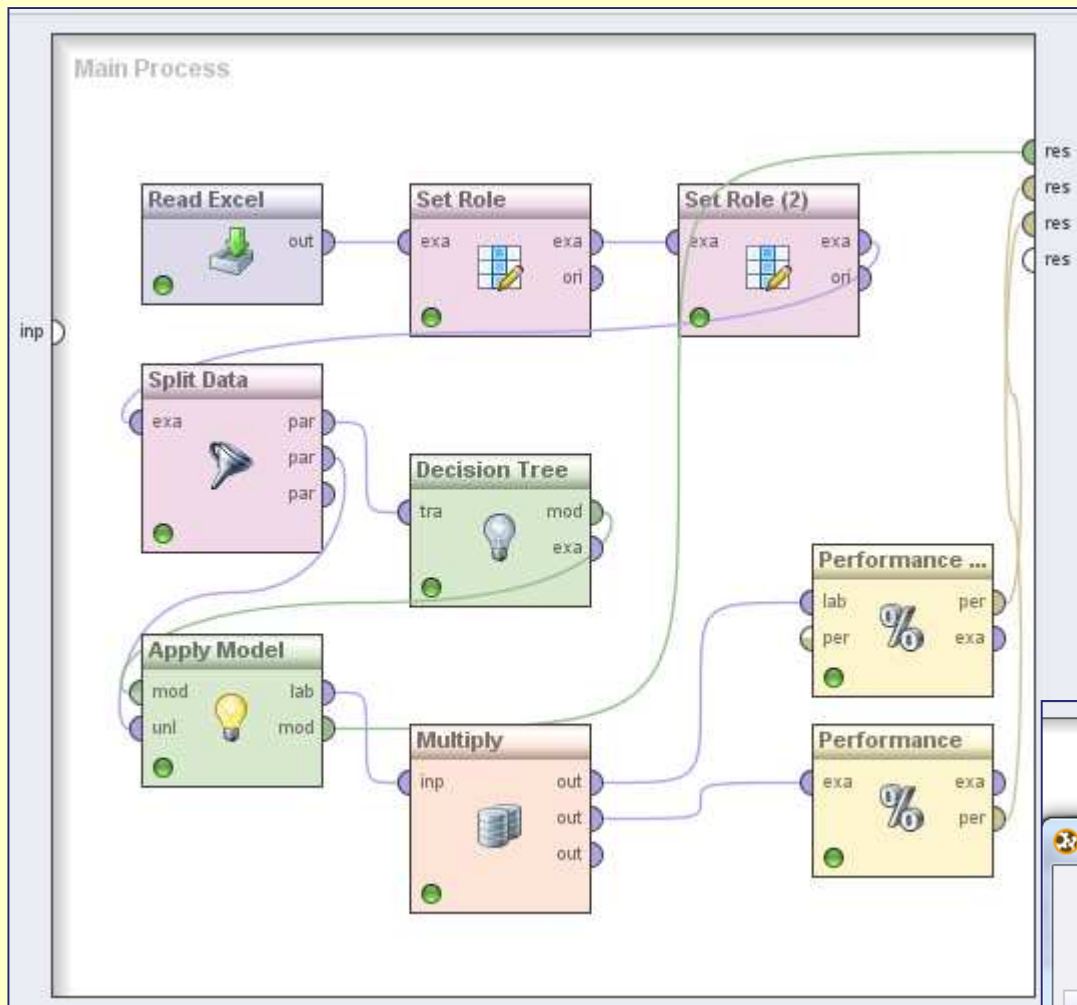 Main Process
res
res
res
res
inp
Read Excel
out
Set Role
exa
exa
ori
Set Role (2)
exa
exa
ori
Split Data
exa
par
par
par
Decision Tree
tra
mod
exa
Performance ...
lab
per
per
exa
Apply Model
mod
lab
unl
mod
Multiply
inp
out
out
out
Performance
exa
exa
per